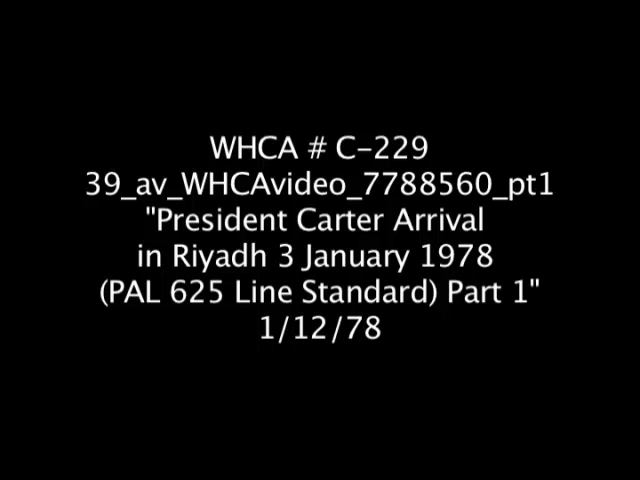 WHCA # C-229
39_av_WHCAvideo_7788560_pt1
"President Carter Arrival
in Riyadh 3 January 1978
(PAL 625 Line Standard) Part 1"
1/12/78